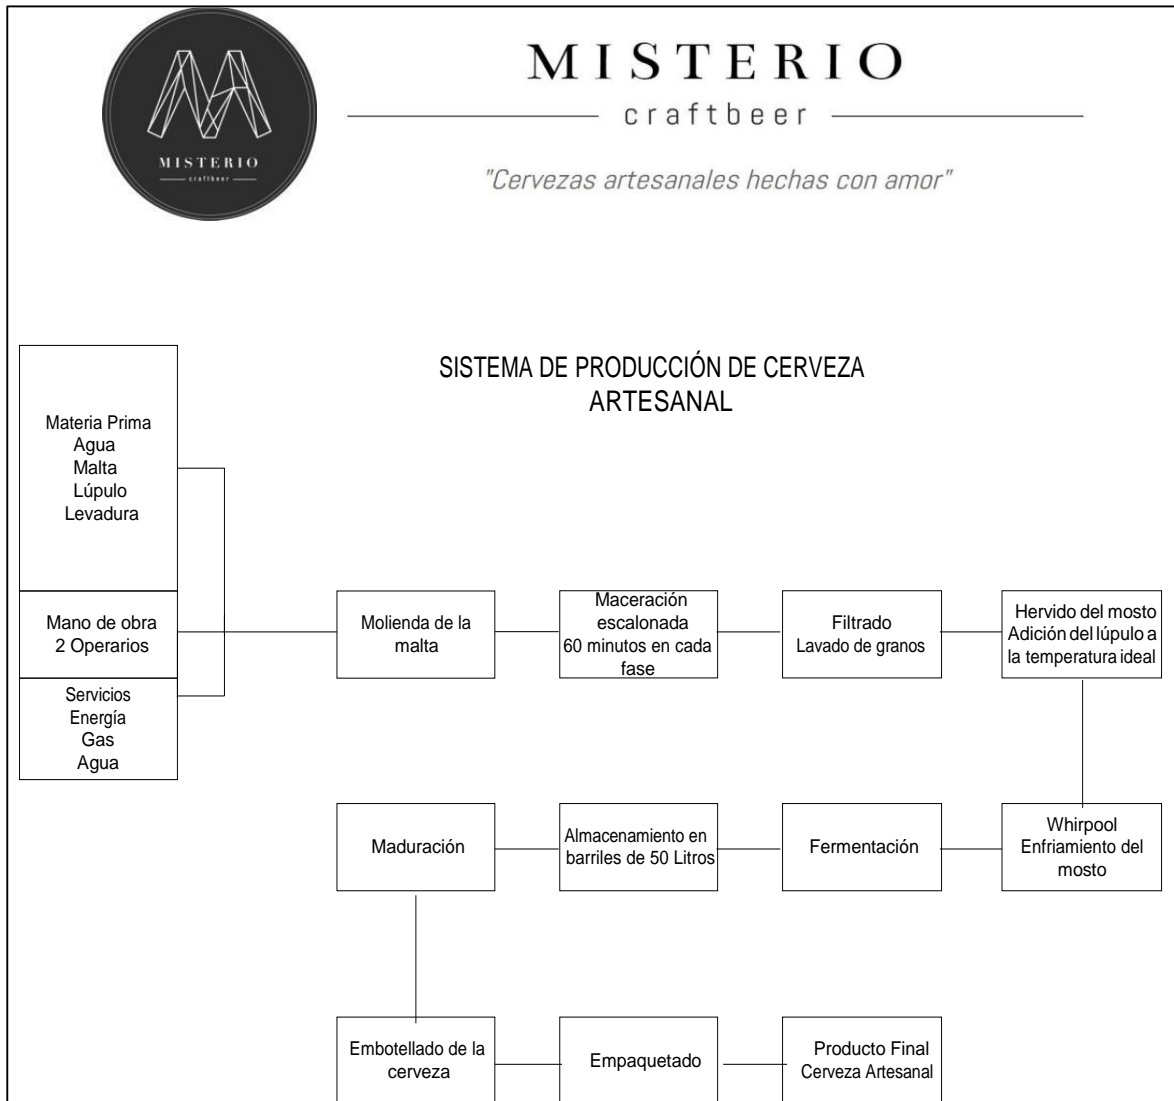 MISTERIO
craftbeer
MISTERIO
craftbeer
"Cervezas artesanales hechas con amor"
SISTEMA DE PRODUCCIÓN DE CERVEZA
ARTESANAL
Materia Prima
Agua
Malta
Lúpulo
Levadura
Mano de obra
2 Operarios
Servicios
Energía
Gas
Agua
Molienda de la
malta
Maceración
escalonada
60 minutos en cada
fase
Filtrado
Lavado de granos
Hervido del mosto
Adición del lúpulo a
la temperatura ideal
Whirpool
Enfriamiento del
mosto
Fermentación
Almacenamiento en
barriles de 50 Litros
Maduración
Embotellado de la
cerveza
Empaquetado
Producto Final
Cerveza Artesanal